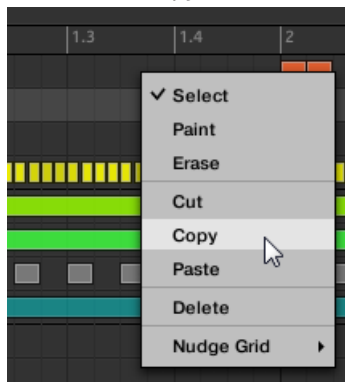 1.3 1.4 2
✓ Select
Paint
Erase
Cut
Copy
Paste
Delete
Nudge Grid